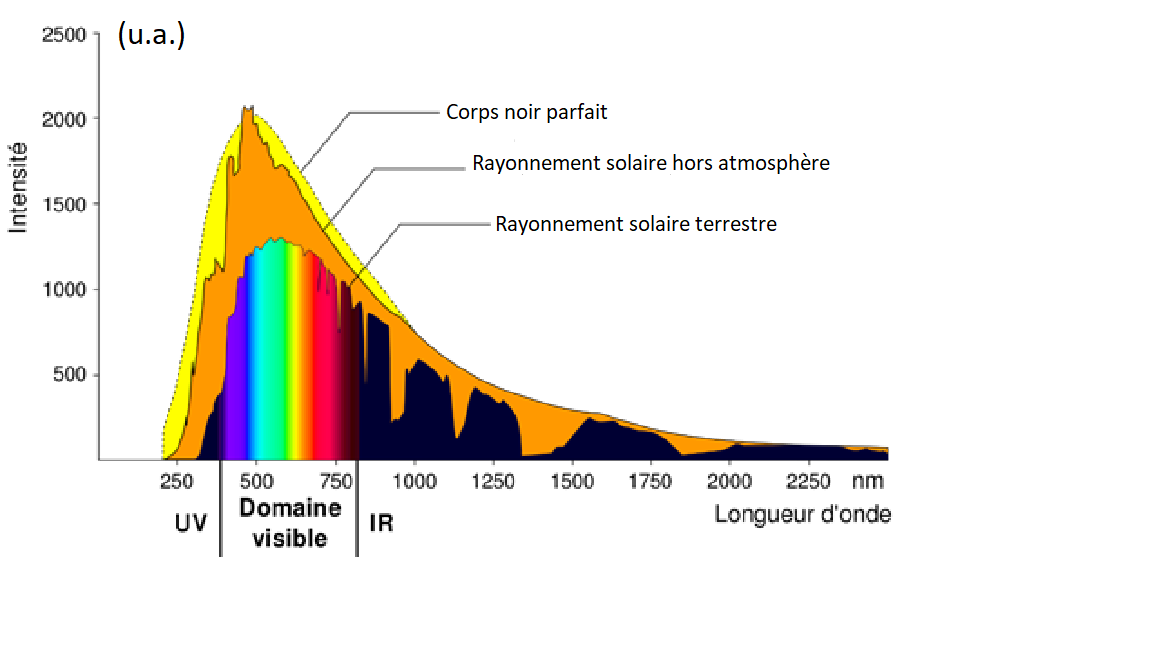 (u.a.)
2500
2000
1500
1000
500
Intensité
Corps noir parfait
Rayonnement solaire hors atmosphère
Rayonnement solaire terrestre
250 500 750 1000 1250 1500 1750 2000 2250 nm
Longueur d'onde
UV
Domaine
visible
IR